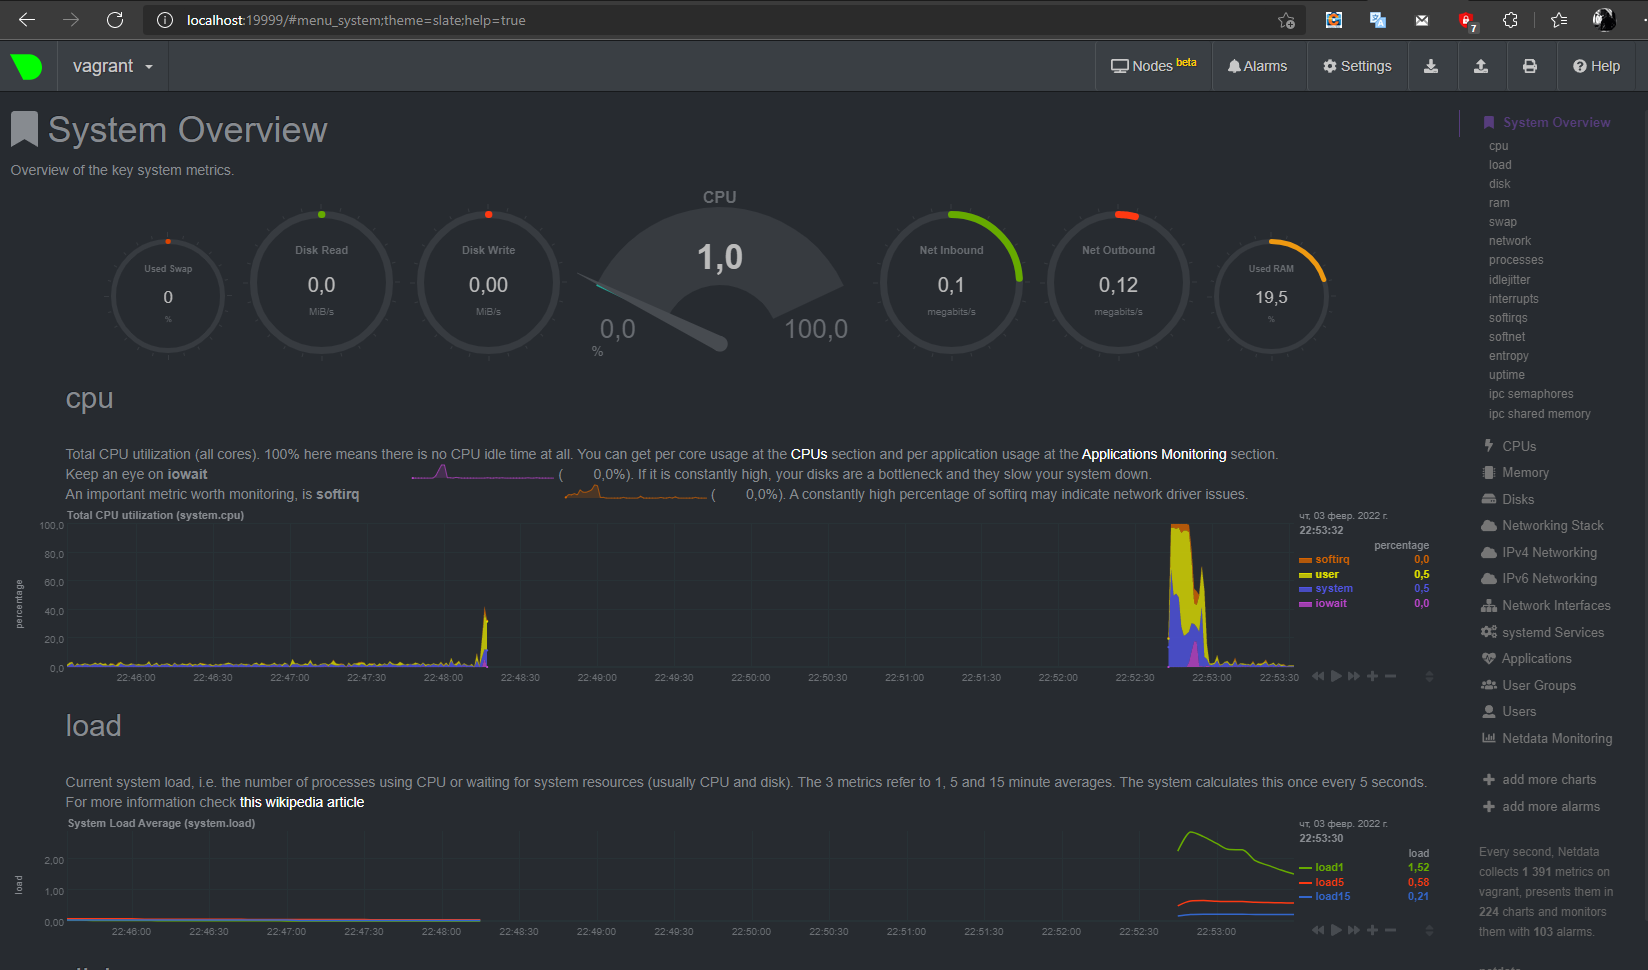 localhost:19999/#menu_system;theme=slate;help=true
7
vagrant
Nodes beta
Alarms
Settings
Help
System Overview
Overview of the key system metrics.
Used Swap
0
%
Disk Read
0,0
MiB/s
Disk Write
0,00
MiB/s
CPU
1,0
0,0
100,0
%
Net Inbound
0,1
megabits/s
Net Outbound
0,12
megabits/s
Used RAM
19,5
%
cpu
Total CPU utilization (all cores). 100% here means there is no CPU idle time at all. You can get per core usage at the CPUs section and per application usage at the Applications Monitoring section.
Keep an eye on iowait ( 0,0%). If it is constantly high, your disks are a bottleneck and they slow your system down.
An important metric worth monitoring, is softirq ( 0,0%). A constantly high percentage of softirq may indicate network driver issues.
Total CPU utilization (system.cpu)
percentage
100,0
80,0
60,0
40,0
20,0
0,0
22:46:00 22:46:30 22:47:00 22:47:30 22:48:00 22:48:30 22:49:00 22:49:30 22:50:00 22:50:30 22:51:00 22:51:30 22:52:00 22:52:30 22:53:00 22:53:30
чт, 03 февр. 2022 г.
22:53:32
percentage
softirq 0,0
user 0,5
system 0,5
iowait 0,0
load
Current system load, i.e. the number of processes using CPU or waiting for system resources (usually CPU and disk). The 3 metrics refer to 1, 5 and 15 minute averages. The system calculates this once every 5 seconds.
For more information check this wikipedia article
System Load Average (system.load)
load
2,00
1,00
0,00
22:46:00 22:46:30 22:47:00 22:47:30 22:48:00 22:48:30 22:49:00 22:49:30 22:50:00 22:50:30 22:51:00 22:51:30 22:52:00 22:52:30 22:53:00
чт, 03 февр. 2022 г.
22:53:30
load
load1 1,52
load5 0,58
load15 0,21
System Overview
cpu
load
disk
ram
swap
network
processes
idlejitter
interrupts
softirqs
softnet
entropy
uptime
ipc semaphores
ipc shared memory
CPUs
Memory
Disks
Networking Stack
IPv4 Networking
IPv6 Networking
Network Interfaces
systemd Services
Applications
User Groups
Users
Netdata Monitoring
add more charts
add more alarms
Every second, Netdata
collects 1 391 metrics on
vagrant, presents them in
224 charts and monitors
them with 103 alarms.